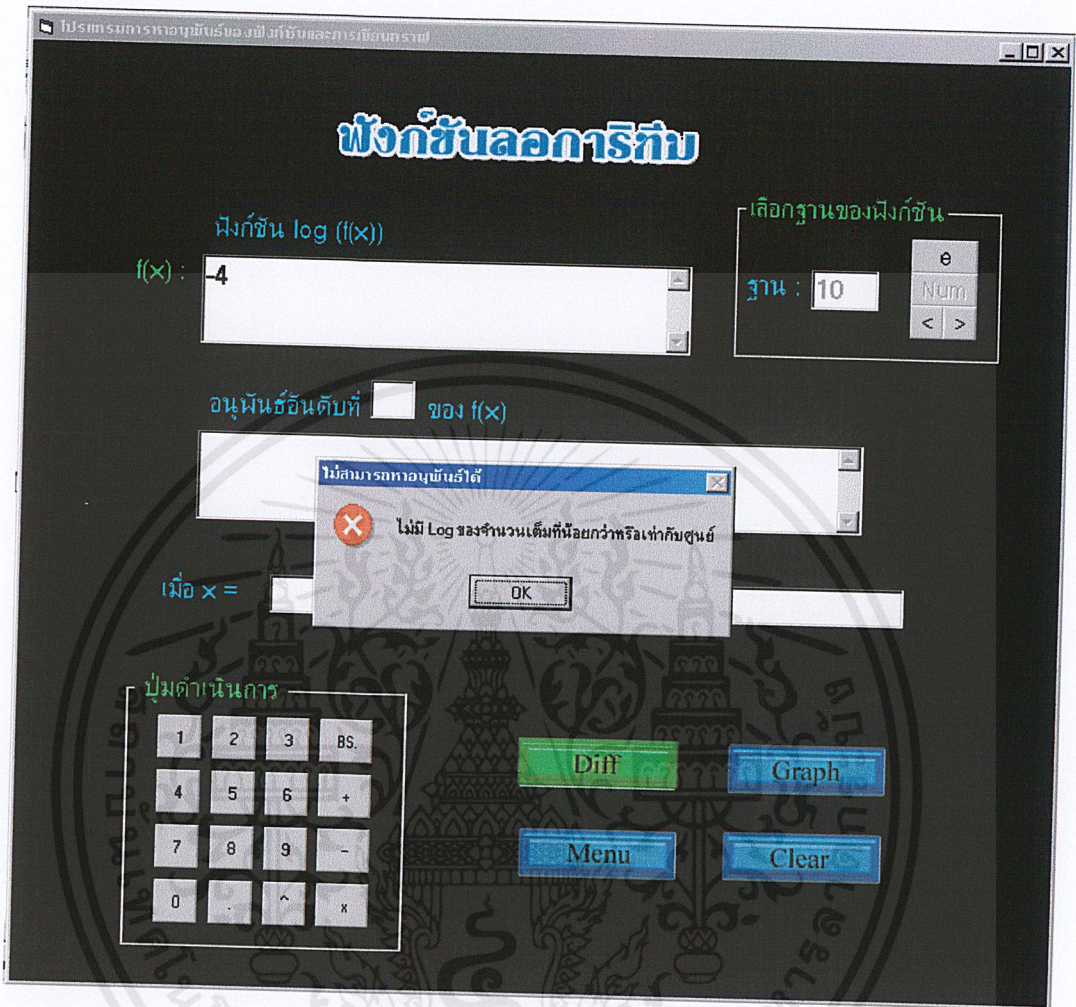 โปรแกรมการหาอนุพันธ์ของฟังก์ชันและการเขียนกราฟ
ฟังก์ชันลอการิทึม
ฟังก์ชัน log (f(x))
f(x) :
-4
เลือกฐานของฟังก์ชัน
ฐาน : 10
e
Num
< >
อนุพันธ์อันดับที่ ของ f(x)
ไม่สามารถหาอนุพันธ์ได้
ไม่มี Log ของจำนวนเต็มที่น้อยกว่าหรือเท่ากับศูนย์
OK
เมื่อ x =
ปุ่มดำเนินการ
1 2 3 BS.
4 5 6 +
7 8 9 -
0 . ^ x
Diff
Graph
Menu
Clear